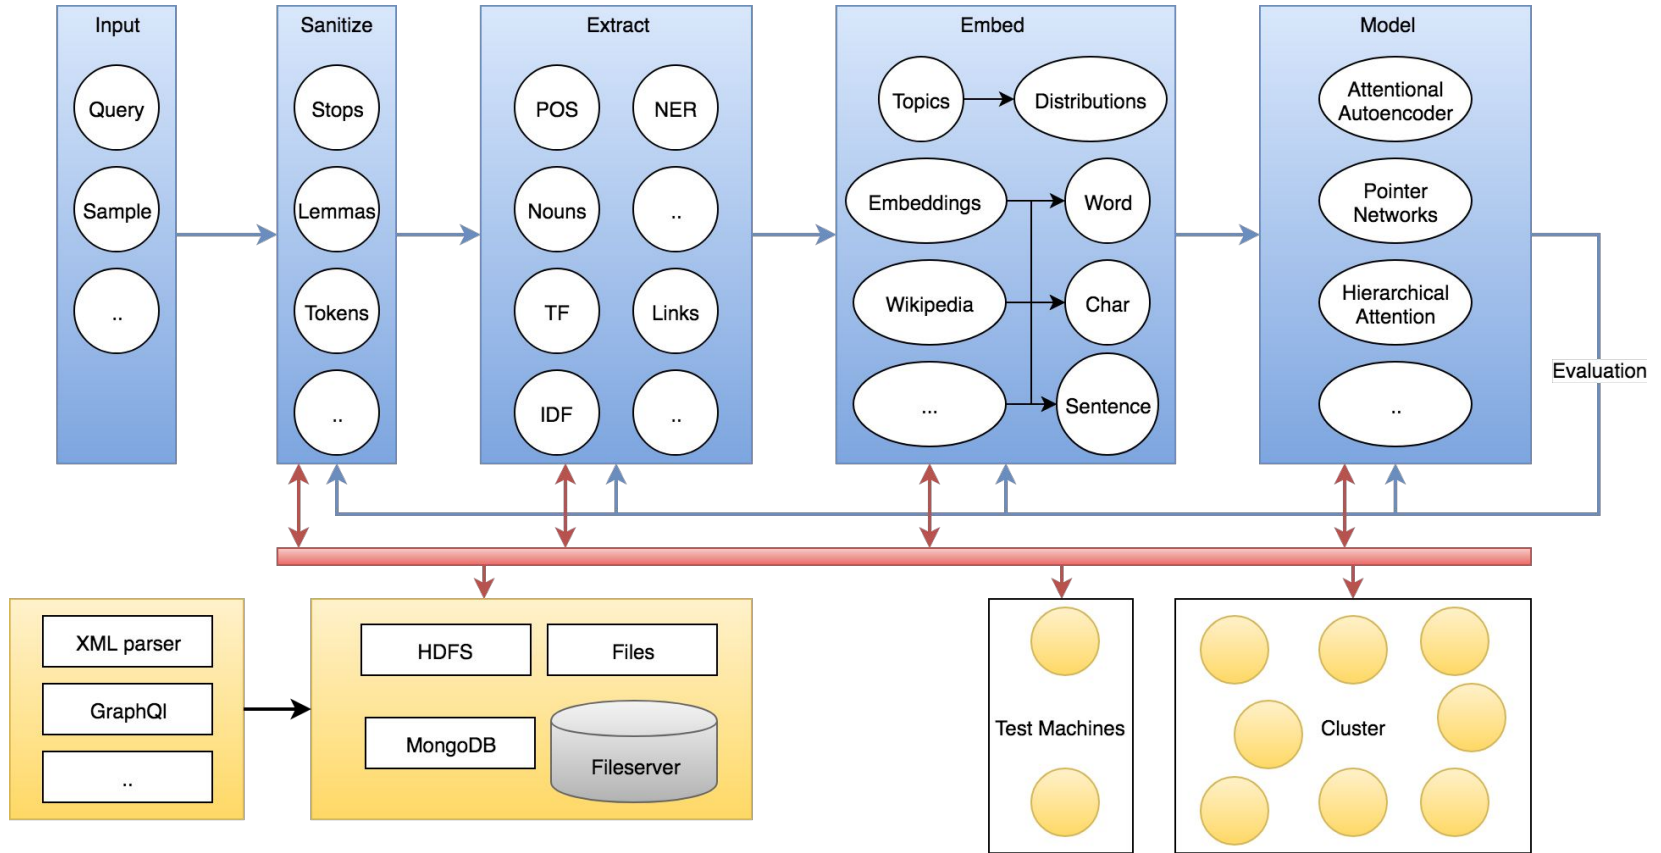 Input
Query
Sample
..
Sanitize
Stops
Lemmas
Tokens
..
Extract
POS
NER
Nouns
..
TF
Links
IDF
..
Embed
Topics
Distributions
Embeddings
Word
Wikipedia
Char
...
Sentence
Model
Attentional
Autoencoder
Pointer
Networks
Hierarchical
Attention
..
Evaluation
XML parser
GraphQl
..
HDFS
Files
MongoDB
Fileserver
Test Machines
Cluster